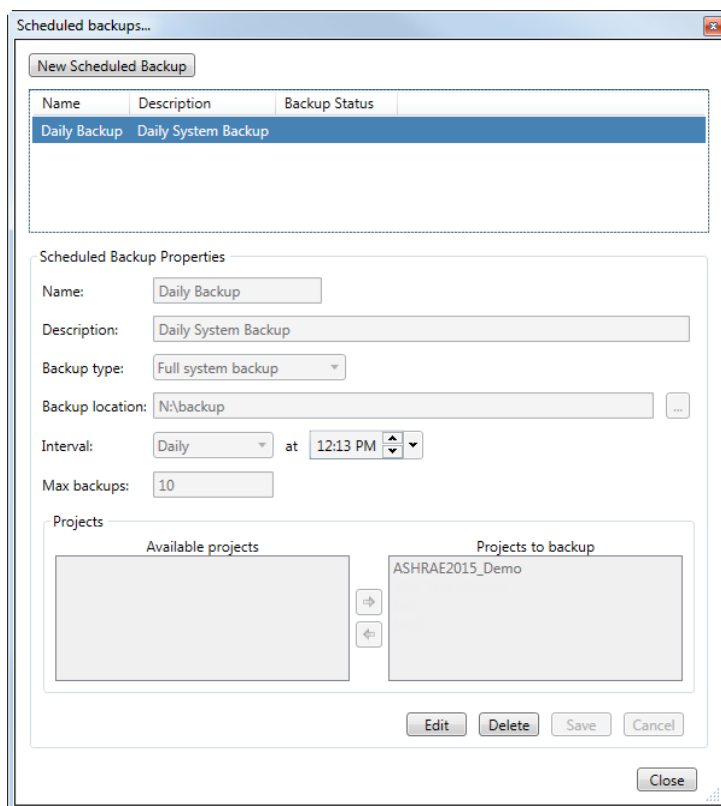 Scheduled backups...
New Scheduled Backup
Name Description Backup Status
Daily Backup Daily System Backup
Scheduled Backup Properties
Name: Daily Backup
Description: Daily System Backup
Backup type: Full system backup
Backup location: N:\backup ...
Interval: Daily at 12:13 PM
Max backups: 10
Projects
Available projects Projects to backup
ASHRAE2015_Demo
Edit Delete Save Cancel
Close